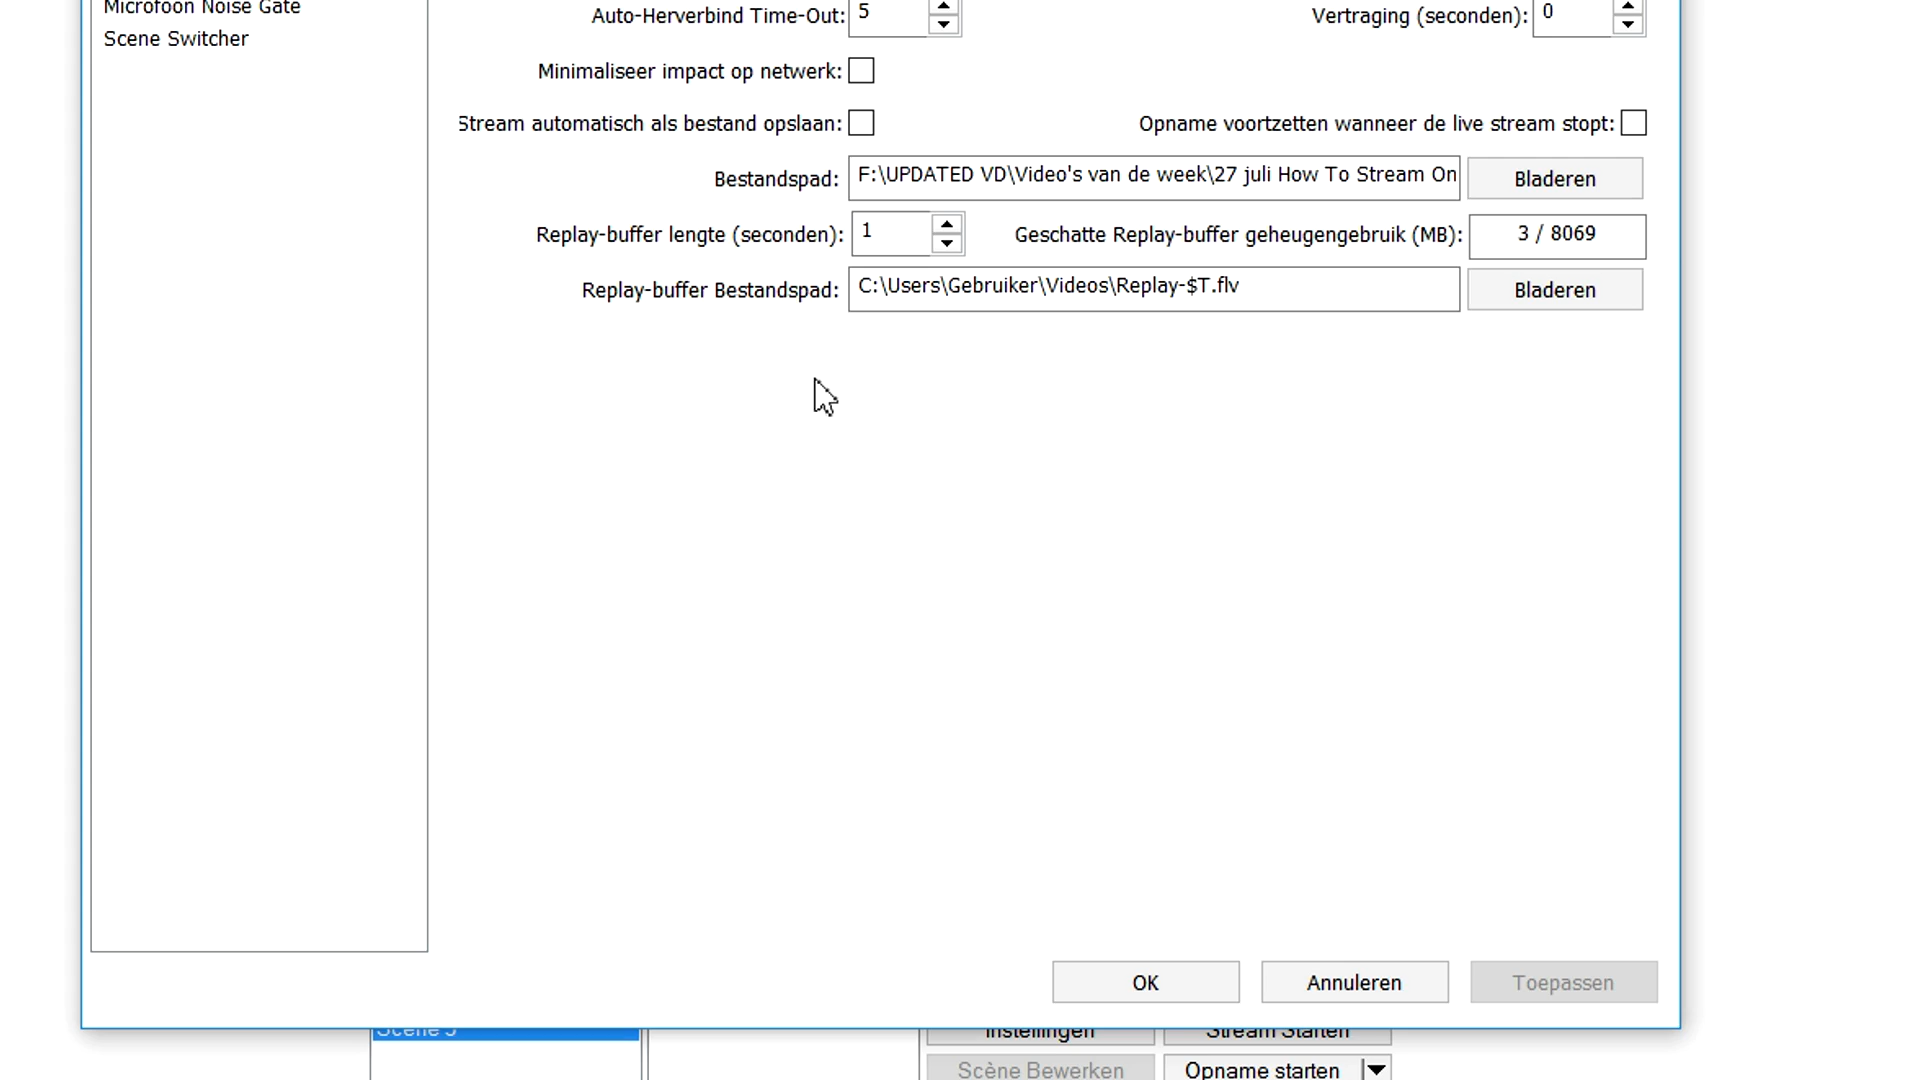 Microfoon Noise Gate
Scene Switcher
Auto-Herverbind Time-Out: 5 Vertraging (seconden): 0
Minimaliseer impact op netwerk:
Stream automatisch als bestand opslaan: Opname voortzetten wanneer de live stream stopt:
Bestandspad: F:\UPDATED VD\Video's van de week\27 juli How To Stream On Bladeren
Replay-buffer lengte (seconden): 1 Geschatte Replay-buffer geheugengebruik (MB): 3 / 8069
Replay-buffer Bestandspad: C:\Users\Gebruiker\Videos\Replay-$T.flv Bladeren
OK Annuleren Toepassen
Instellingen Stream Starten
Scène Bewerken Opname starten